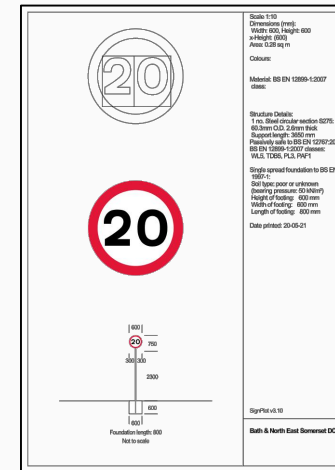 20
20
600
20
750
300 300
2300
600
600
Foundation length: 800
Not to scale
Scale 1:10
Dimensions (mm):
Width: 600, Height: 600
x-Height (600)
Area: 0.28 sq m
Colours:
Material: BS EN 12899-1:2007
class:
Structure Details:
1 no. Steel circular section S275:
60.3mm O.D. 2.6mm thick
Support length: 3650 mm
Passively safe to BS EN 12767:20
BS EN 12899-1:2007 classes:
WL5, TDB5, PL3, PAF1
Single spread foundation to BS EN
1997-1:
Soil type: poor or unknown
(bearing pressure: 50 kN/m²)
Height of footing: 600 mm
Width of footing: 600 mm
Length of footing: 800 mm
Date printed: 20-05-21
SignPlot v3.10
Bath & North East Somerset DC